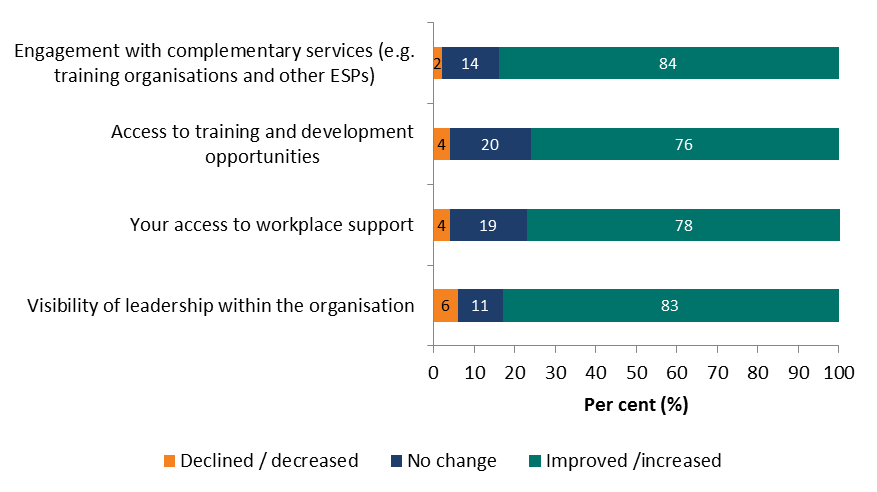 Engagement with complementary services (e.g.
training organisations and other ESPs)
2 14 84
Access to training and development
opportunities
4 20 76
Your access to workplace support
4 19 78
Visibility of leadership within the organisation
6 11 83
0 10 20 30 40 50 60 70 80 90 100
Per cent (%)
Declined / decreased No change Improved /increased